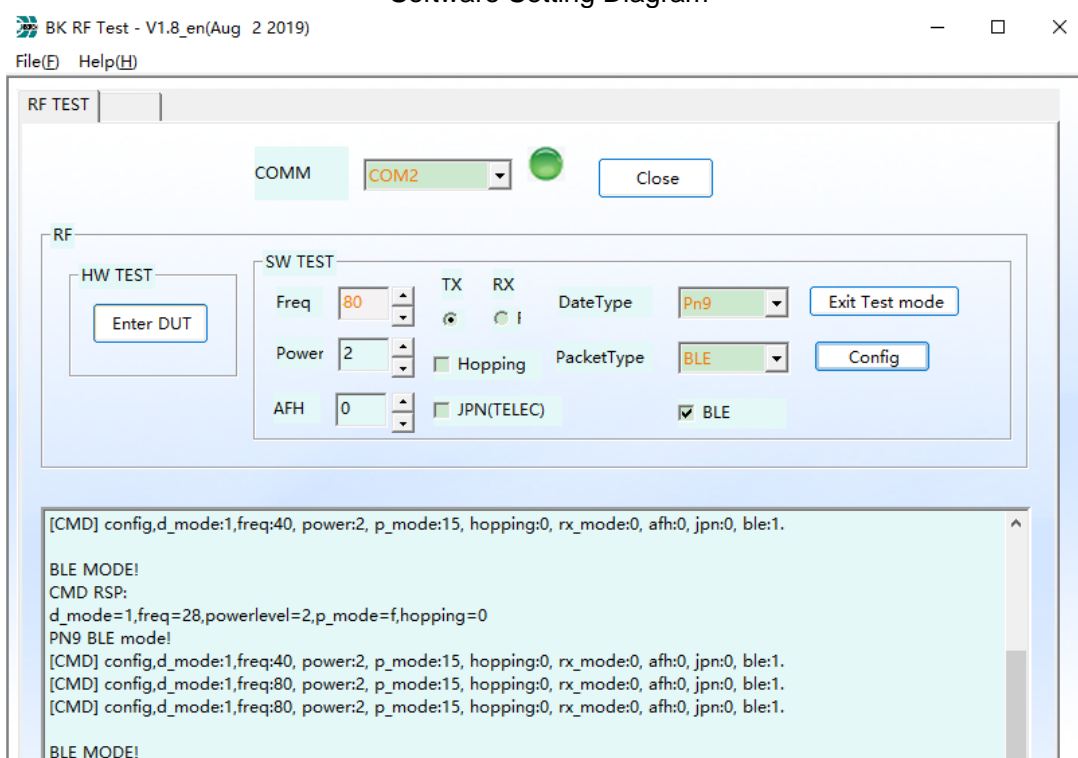 Software Setting Diagram
BK RF Test - V1.8_en(Aug 2 2019)
File(F) Help(H)
RF TEST
COMM COM2 Close
RF
HW TEST
Enter DUT
SW TEST
TX RX
Freq 80 DateType Pn9 Exit Test mode
Power 2 Hopping PacketType BLE Config
AFH 0 JPN(TELEC) BLE
[CMD] config,d_mode:1,freq:40, power:2, p_mode:15, hopping:0, rx_mode:0, afh:0, jpn:0, ble:1.
BLE MODE!
CMD RSP:
d_mode=1,freq=28,powerlevel=2,p_mode=f,hopping=0
PN9 BLE mode!
[CMD] config,d_mode:1,freq:40, power:2, p_mode:15, hopping:0, rx_mode:0, afh:0, jpn:0, ble:1.
[CMD] config,d_mode:1,freq:80, power:2, p_mode:15, hopping:0, rx_mode:0, afh:0, jpn:0, ble:1.
[CMD] config,d_mode:1,freq:80, power:2, p_mode:15, hopping:0, rx_mode:0, afh:0, jpn:0, ble:1.
BLE MODE!